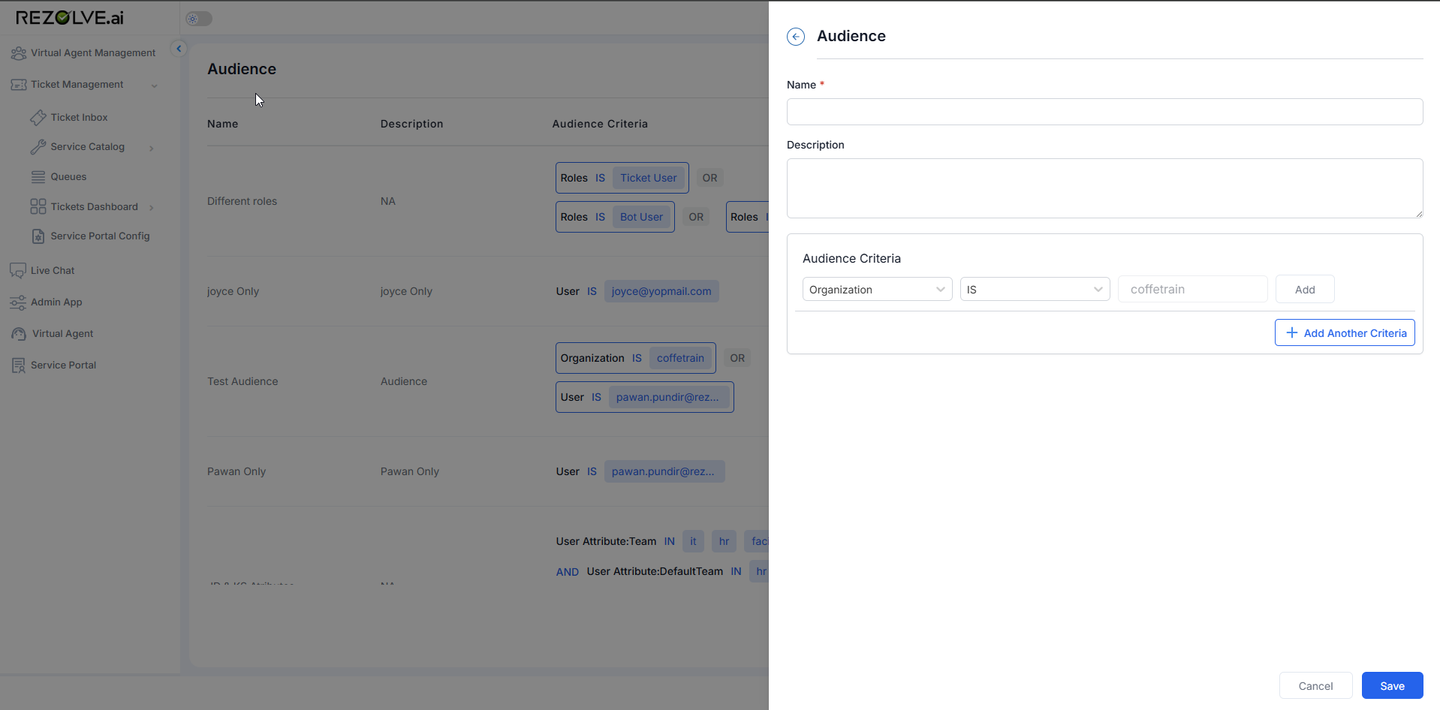 REZOLVE.ai
Virtual Agent Management
Ticket Management
Ticket Inbox
Service Catalog
Queues
Tickets Dashboard
Service Portal Config
Live Chat
Admin App
Virtual Agent
Service Portal
Audience
Name Description Audience Criteria
Different roles NA Roles IS Ticket User OR
Roles IS Bot User OR Roles
joyce Only joyce Only User IS joyce@yopmail.com
Test Audience Audience Organization IS coffetrain OR
User IS pawan.pundir@rez...
Pawan Only Pawan Only User IS pawan.pundir@rez...
User Attribute:Team IN it hr fac
AND User Attribute:DefaultTeam IN hr
NA
Audience
Name *
Description
Audience Criteria
Organization IS coffetrain Add
+ Add Another Criteria
Cancel Save